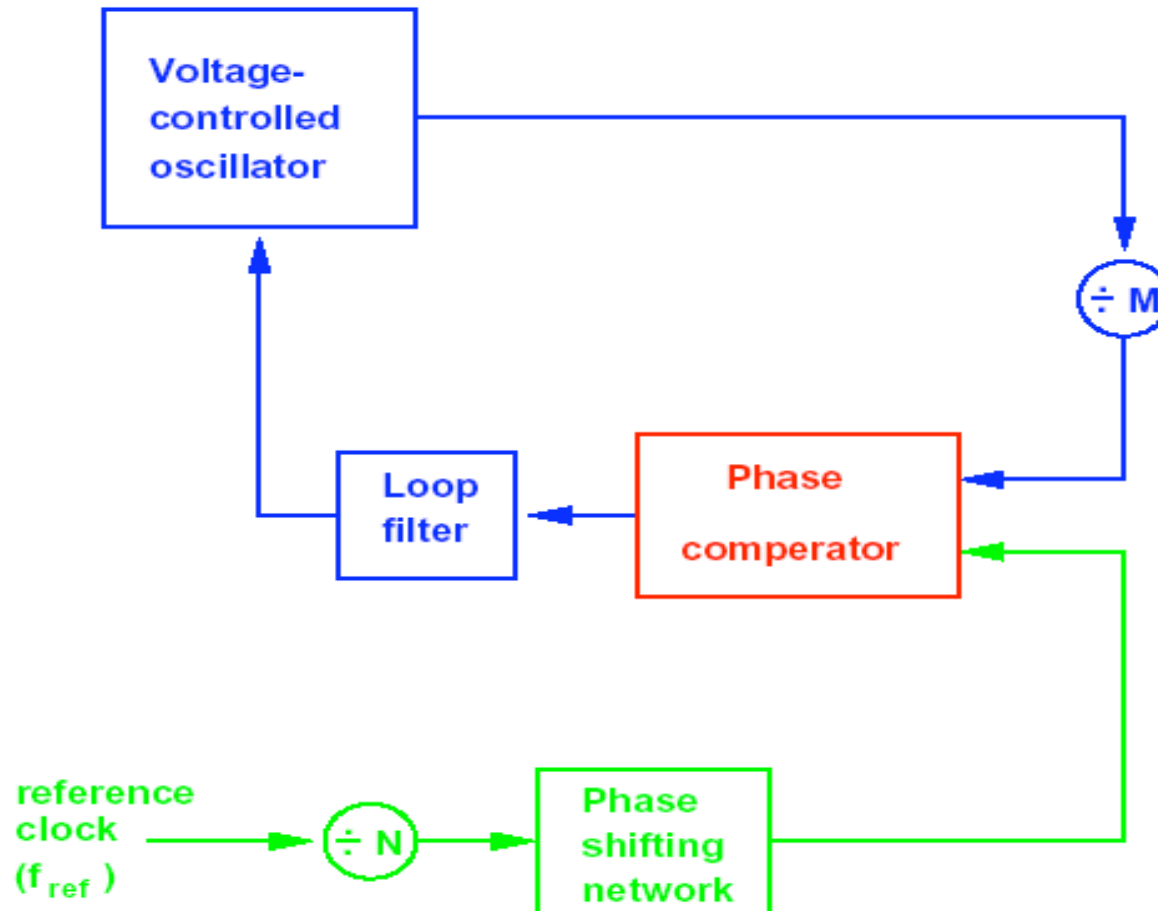 Voltage-
controlled
oscillator
÷ M
Loop
filter
Phase
comperator
reference
clock
(f ref )
÷ N
Phase
shifting
network